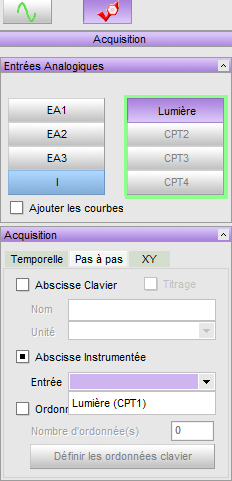 Acquisition
Entrées Analogiques
EA1
Lumière
EA2
CPT2
EA3
CPT3
I
CPT4
Ajouter les courbes
Acquisition
Temporelle Pas à pas XY
Abscisse Clavier Titrage
Nom
Unité
Abscisse Instrumentée
Entrée
Lumière (CPT1)
Nombre d'ordonnée(s) 0
Définir les ordonnées clavier